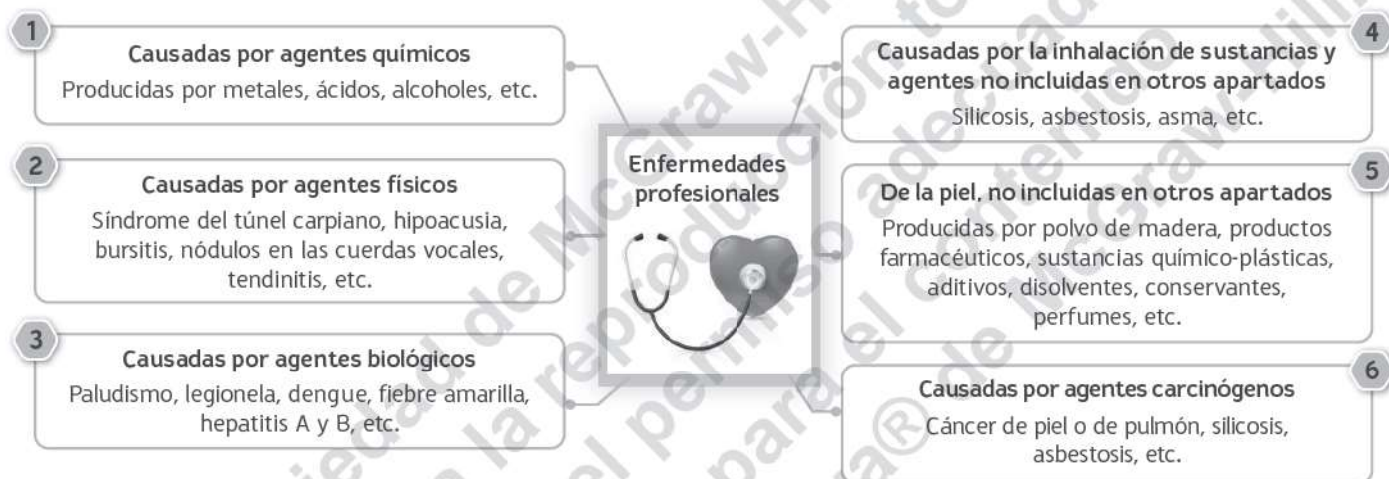 1
Causadas por agentes químicos
Producidas por metales, ácidos, alcoholes, etc.
2
Causadas por agentes físicos
Síndrome del túnel carpiano, hipoacusia,
bursitis, nódulos en las cuerdas vocales,
tendinitis, etc.
3
Causadas por agentes biológicos
Paludismo, legionela, dengue, fiebre amarilla,
hepatitis A y B, etc.
Enfermedades
profesionales
4
Causadas por la inhalación de sustancias y
agentes no incluidas en otros apartados
Silicosis, asbestosis, asma, etc.
5
De la piel, no incluidas en otros apartados
Producidas por polvo de madera, productos
farmacéuticos, sustancias químico-plásticas,
aditivos, disolventes, conservantes,
perfumes, etc.
6
Causadas por agentes carcinógenos
Cáncer de piel o de pulmón, silicosis,
asbestosis, etc.